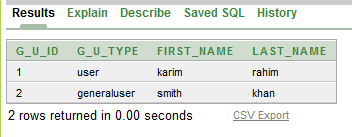 Results Explain Describe Saved SQL History
G_U_ID G_U_TYPE FIRST_NAME LAST_NAME
1 user karim rahim
2 generaluser smith khan
2 rows returned in 0.00 seconds CSV Export